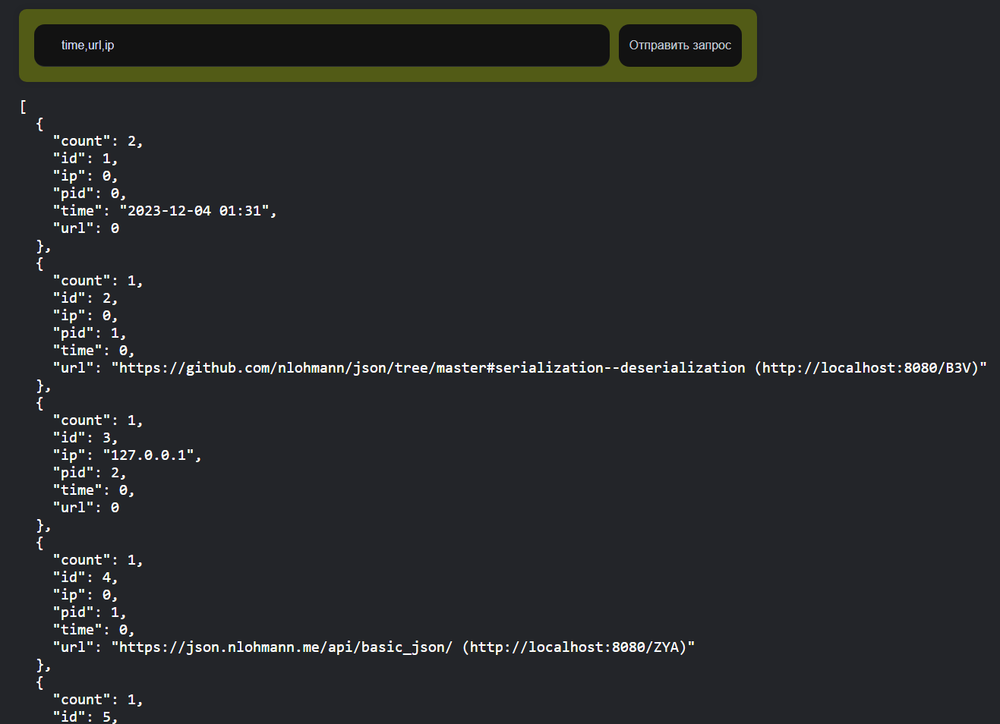 time,url,ip
Отправить запрос
[
  {
    "count": 2,
    "id": 1,
    "ip": 0,
    "pid": 0,
    "time": "2023-12-04 01:31",
    "url": 0
  },
  {
    "count": 1,
    "id": 2,
    "ip": 0,
    "pid": 1,
    "time": 0,
    "url": "https://github.com/nlohmann/json/tree/master#serialization--deserialization (http://localhost:8080/B3V)"
  },
  {
    "count": 1,
    "id": 3,
    "ip": "127.0.0.1",
    "pid": 2,
    "time": 0,
    "url": 0
  },
  {
    "count": 1,
    "id": 4,
    "ip": 0,
    "pid": 1,
    "time": 0,
    "url": "https://json.nlohmann.me/api/basic_json/ (http://localhost:8080/ZYA)"
  },
  {
    "count": 1,
    "id": 5,